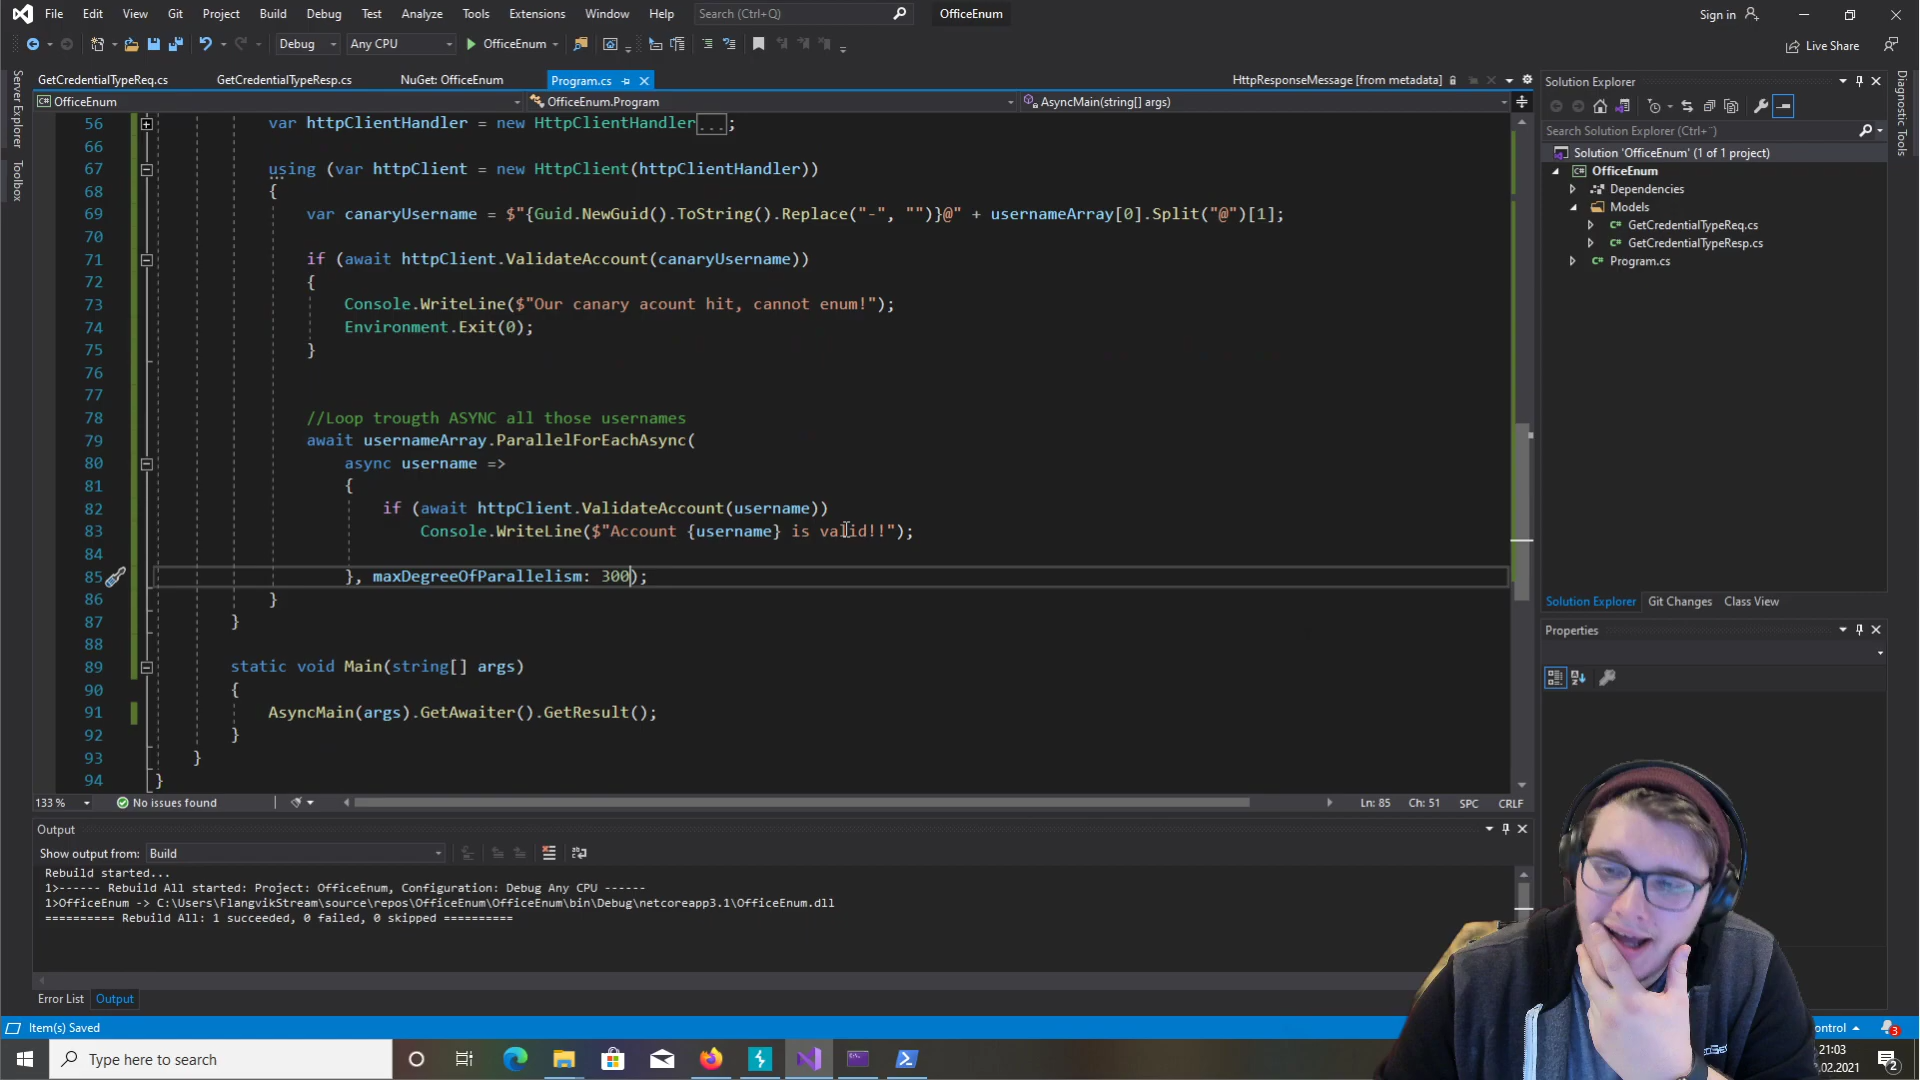 File Edit View Git Project Build Debug Test Analyze Tools Extensions Window Help Search (Ctrl+Q) OfficeEnum Sign in
Debug Any CPU OfficeEnum Live Share
GetCredentialTypeReq.cs GetCredentialTypeResp.cs NuGet: OfficeEnum Program.cs HttpResponseMessage [from metadata]
OfficeEnum OfficeEnum.Program AsyncMain(string[] args)
Server Explorer
Toolbox
56 var httpClientHandler = new HttpClientHandler...;
66
67 using (var httpClient = new HttpClient(httpClientHandler))
68 {
69 var canaryUsername = $"{Guid.NewGuid().ToString().Replace("-", "")}@" + usernameArray[0].Split("@")[1];
70
71 if (await httpClient.ValidateAccount(canaryUsername))
72 {
73 Console.WriteLine($"Our canary acount hit, cannot enum!");
74 Environment.Exit(0);
75 }
76
77
78 //Loop trougth ASYNC all those usernames
79 await usernameArray.ParallelForEachAsync(
80 async username =>
81 {
82 if (await httpClient.ValidateAccount(username))
83 Console.WriteLine($"Account {username} is valid!!");
84
85 }, maxDegreeOfParallelism: 300);
86 }
87 }
88
89 static void Main(string[] args)
90 {
91 AsyncMain(args).GetAwaiter().GetResult();
92 }
93 }
94 }
133 % No issues found Ln: 85 Ch: 51 SPC CRLF
Output
Show output from: Build
Rebuild started...
1>------ Rebuild All started: Project: OfficeEnum, Configuration: Debug Any CPU ------
1>OfficeEnum -> C:\Users\FlangvikStream\source\repos\OfficeEnum\OfficeEnum\bin\Debug\netcoreapp3.1\OfficeEnum.dll
========== Rebuild All: 1 succeeded, 0 failed, 0 skipped ==========
Error List Output
Item(s) Saved
Solution Explorer
Search Solution Explorer (Ctrl+¨)
Solution 'OfficeEnum' (1 of 1 project)
OfficeEnum
Dependencies
Models
GetCredentialTypeReq.cs
GetCredentialTypeResp.cs
Program.cs
Solution Explorer Git Changes Class View
Properties
Diagnostic Tools
ontrol 3
Type here to search
21:03
.02.2021
2